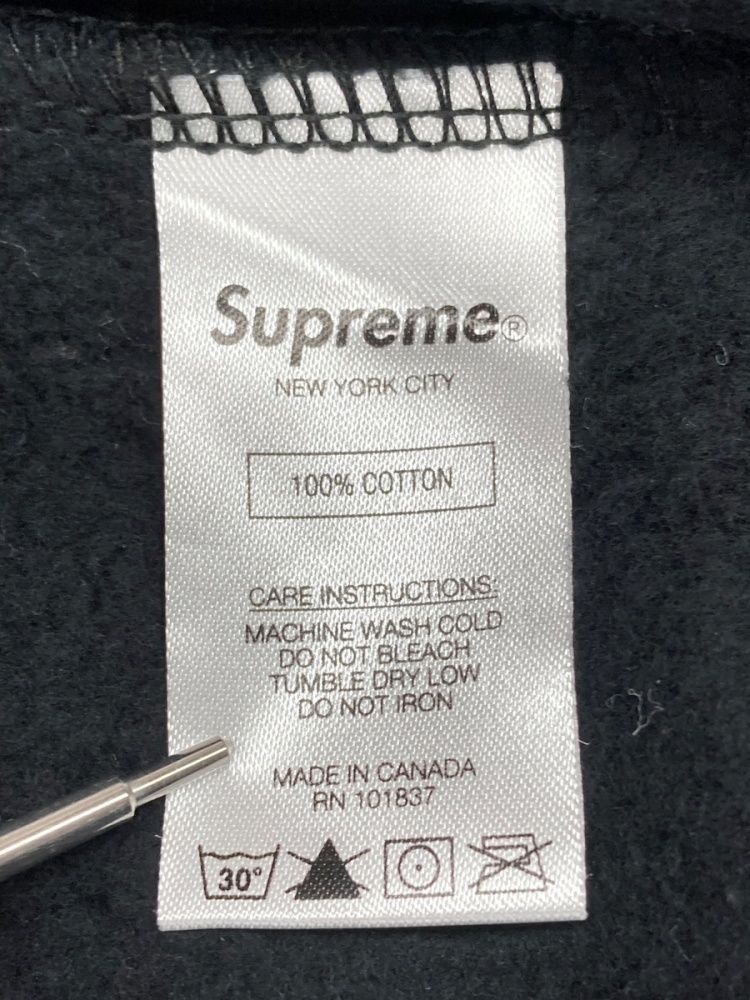 Supreme®
NEW YORK CITY
100% COTTON
CARE INSTRUCTIONS:
MACHINE WASH COLD
DO NOT BLEACH
TUMBLE DRY LOW
DO NOT IRON
MADE IN CANADA
RN 101837
30°